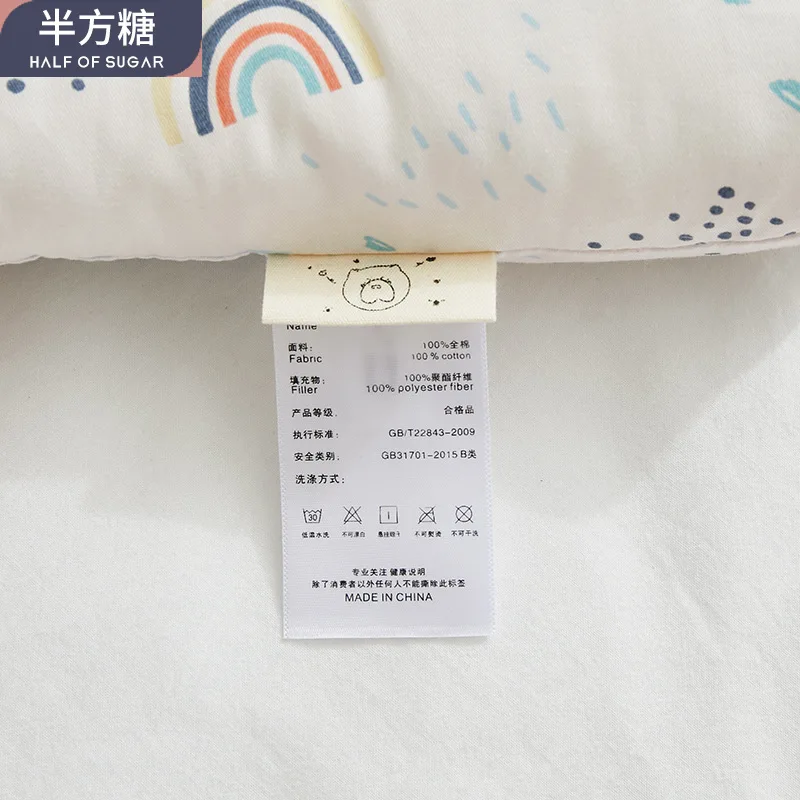 半方糖
HALF OF SUGAR
Name
面料: 100%全棉
Fabric 100% cotton
填充物: 100%聚酯纤维
Filler 100% polyester fiber
产品等级: 合格品
执行标准: GB/T22843-2009
安全类别: GB31701-2015 B类
洗涤方式:
30
低温水洗 不可漂白 悬挂晾干 不可熨烫 不可干洗
专业关注 健康说明
除了消费者以外任何人不能撕除此标签
MADE IN CHINA